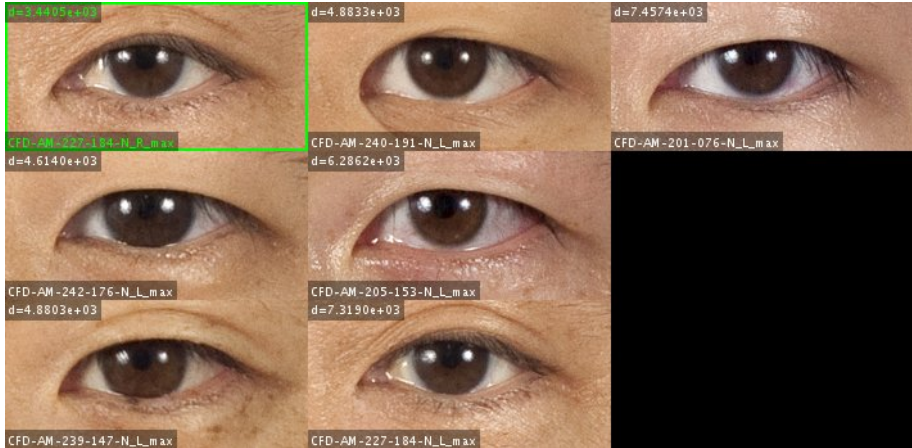 d=3.4405e+03
CFD-AM-227-184-N_R_max
d=4.8833e+03
CFD-AM-240-191-N_L_max
d=7.4574e+03
CFD-AM-201-076-N_L_max
d=4.6140e+03
CFD-AM-242-176-N_L_max
d=6.2862e+03
CFD-AM-205-153-N_L_max
d=4.8803e+03
CFD-AM-239-147-N_L_max
d=7.3190e+03
CFD-AM-227-184-N_L_max